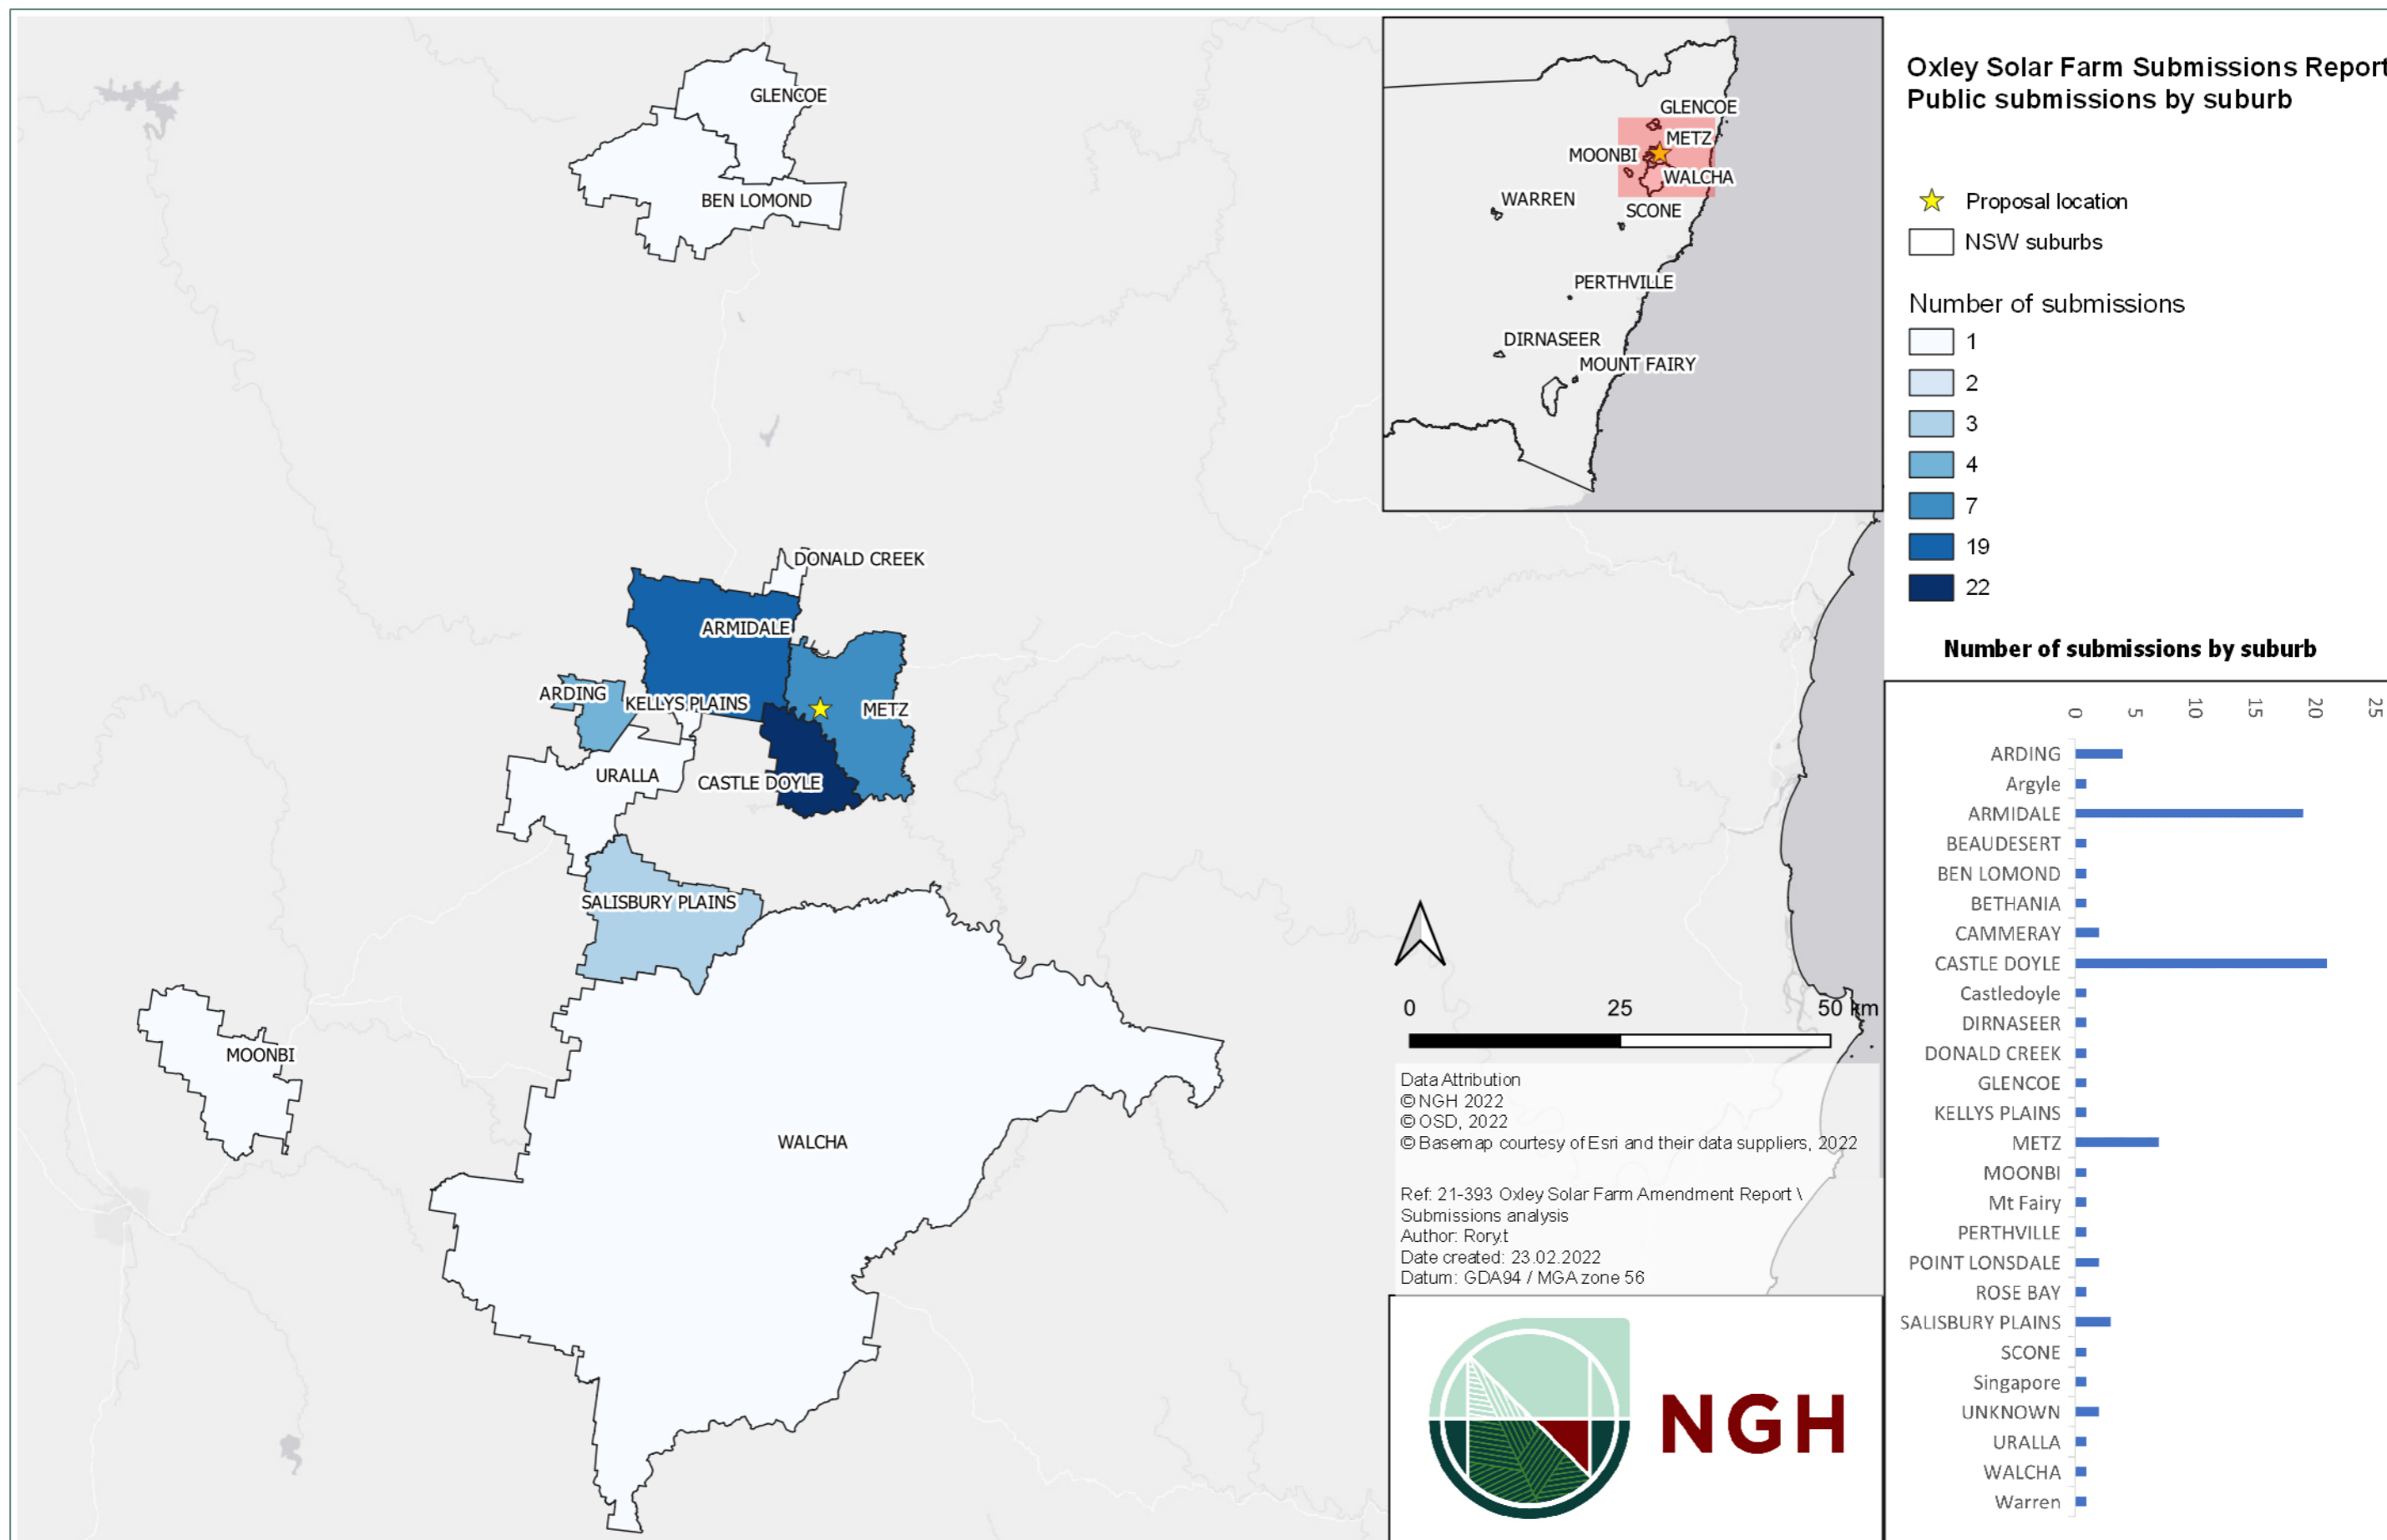 GLENCOE
BEN LOMOND
DONALD CREEK
ARMIDALE
ARDING
KELLYS PLAINS
METZ
URALLA
CASTLE DOYLE
SALISBURY PLAINS
MOONBI
WALCHA
GLENCOE
METZ
MOONBI
WALCHA
WARREN
SCONE
PERTHVILLE
DIRNASEER
MOUNT FAIRY
0 25 50 km
Data Attribution
© NGH 2022
© OSD, 2022
© Basemap courtesy of Esri and their data suppliers, 2022
Ref: 21-393 Oxley Solar Farm Amendment Report \
Submissions analysis
Author: Rory.t
Date created: 23.02.2022
Datum: GDA94 / MGA zone 56
NGH
Oxley Solar Farm Submissions Report
Public submissions by suburb
Proposal location
NSW suburbs
Number of submissions
1
2
3
4
7
19
22
Number of submissions by suburb
0 5 10 15 20 25
ARDING
Argyle
ARMIDALE
BEAUDESERT
BEN LOMOND
BETHANIA
CAMMERAY
CASTLE DOYLE
Castledoyle
DIRNASEER
DONALD CREEK
GLENCOE
KELLYS PLAINS
METZ
MOONBI
Mt Fairy
PERTHVILLE
POINT LONSDALE
ROSE BAY
SALISBURY PLAINS
SCONE
Singapore
UNKNOWN
URALLA
WALCHA
Warren